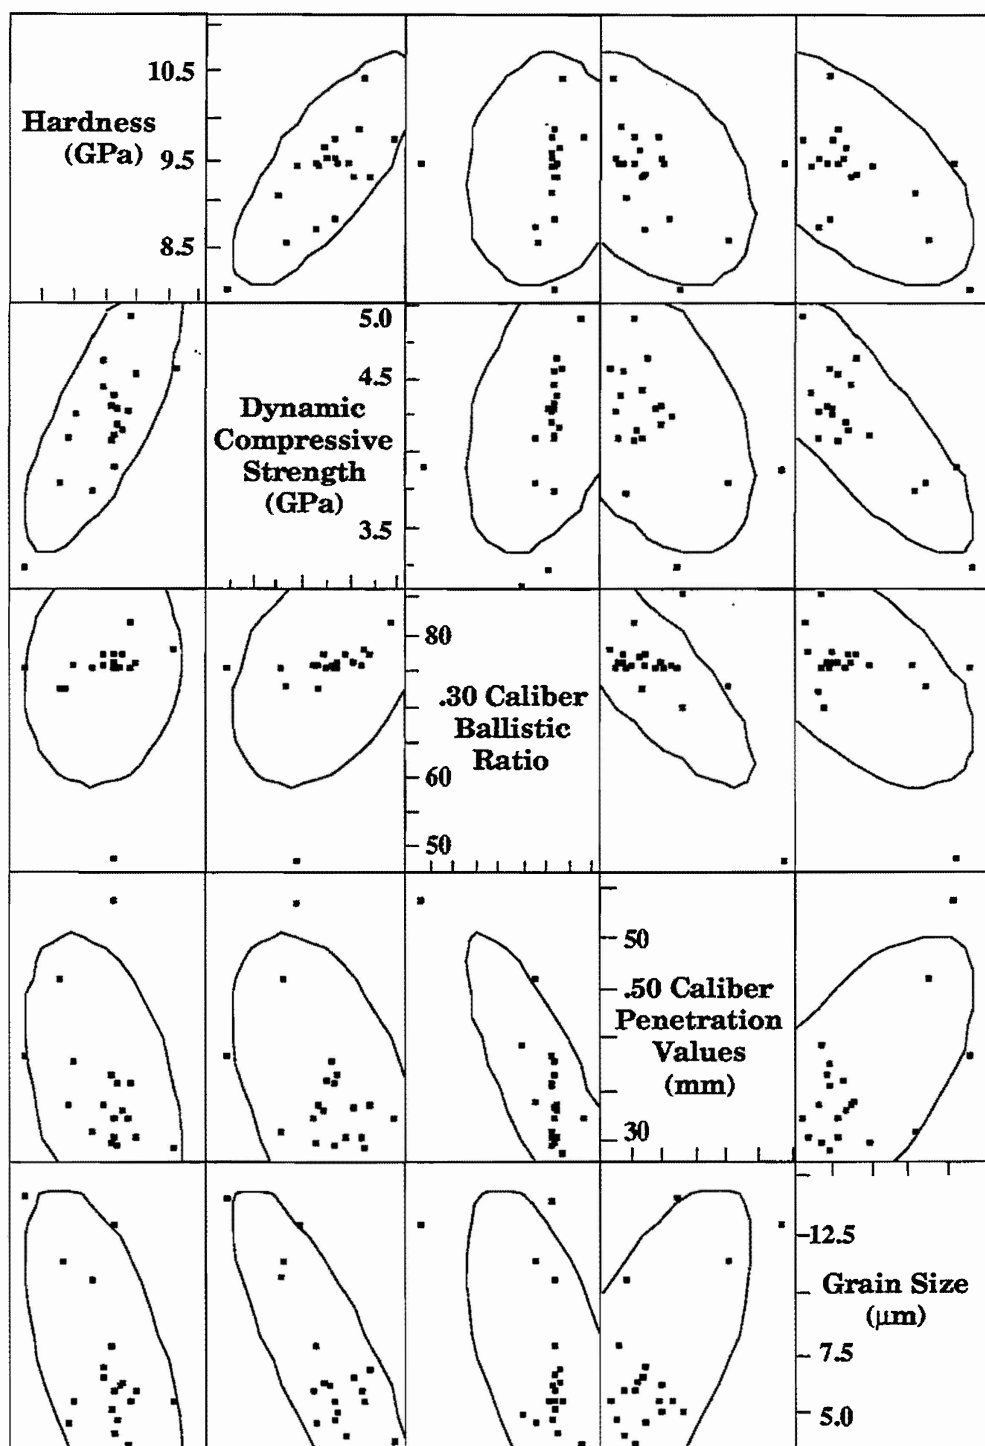 10.5
Hardness
(GPa)
9.5
8.5
5.0
4.5
Dynamic
Compressive
Strength
(GPa)
3.5
80
.30 Caliber
Ballistic
Ratio
60
50
50
.50 Caliber
Penetration
Values
(mm)
30
12.5
Grain Size
(μm)
7.5
5.0